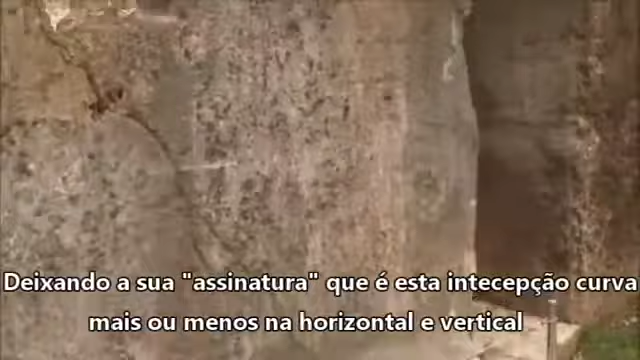 Deixando a sua "assinatura" que é esta intecepção curva
mais ou menos na horizontal e vertical